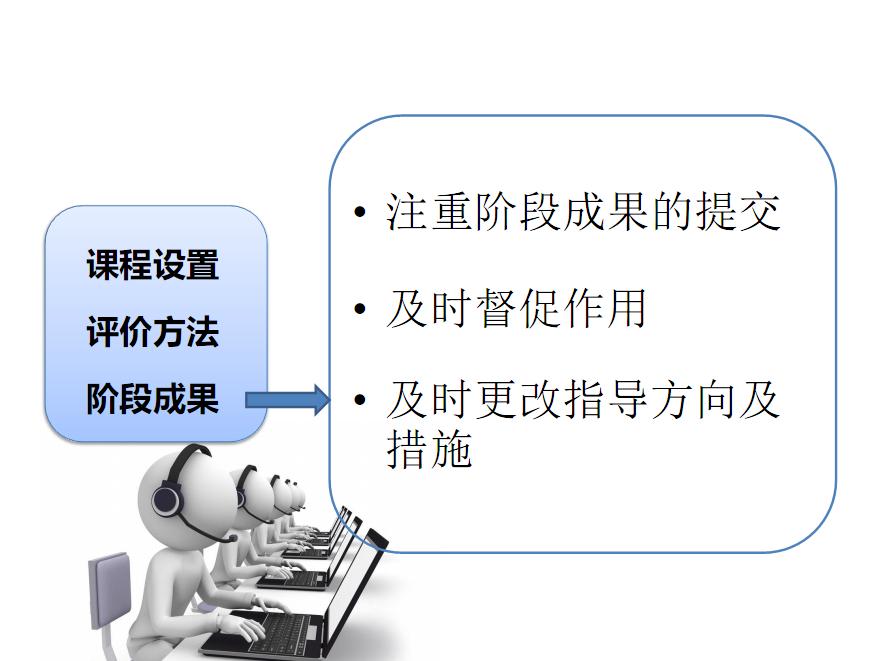 课程设置
评价方法
阶段成果
• 注重阶段成果的提交
• 及时督促作用
• 及时更改指导方向及
措施